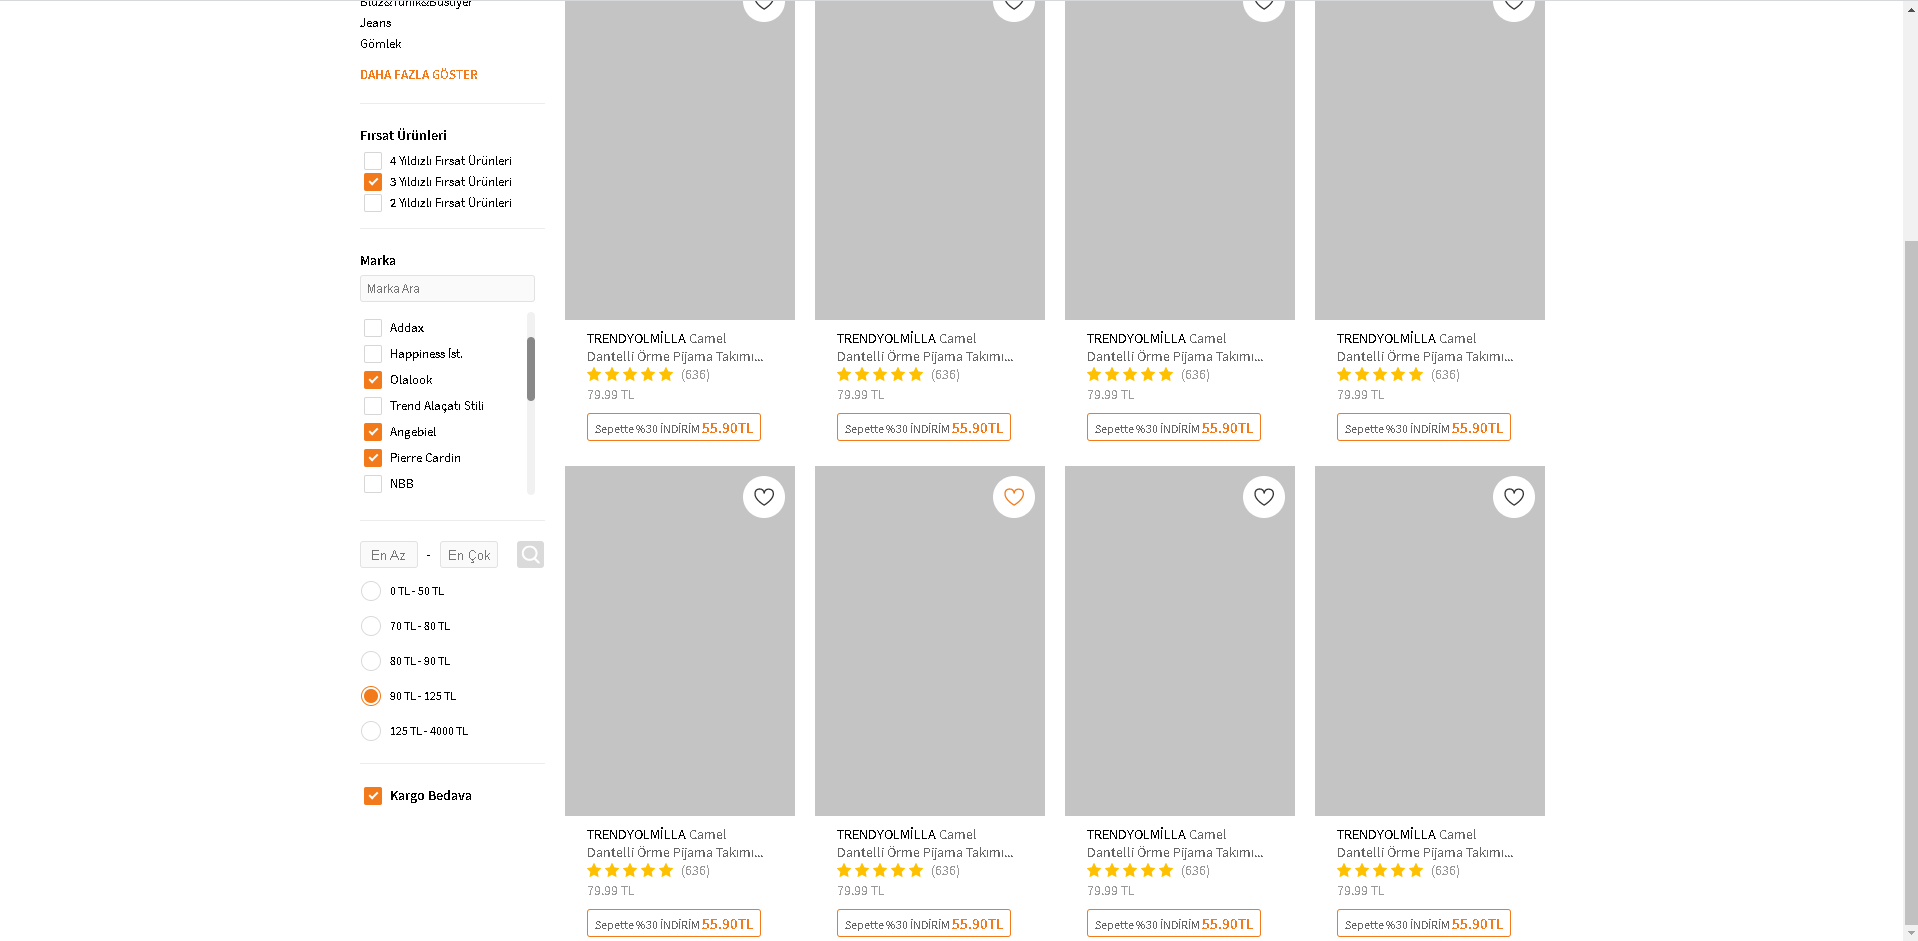 Bluz&Tunik&Büstiyer
Jeans
Gömlek
DAHA FAZLA GÖSTER
Fırsat Ürünleri
4 Yıldızlı Fırsat Ürünleri
3 Yıldızlı Fırsat Ürünleri
2 Yıldızlı Fırsat Ürünleri
Marka
Marka Ara
Addax
Happiness İst.
Olalook
Trend Alaçatı Stili
Angebiel
Pierre Cardin
NBB
En Az - En Çok
0 TL - 50 TL
70 TL - 80 TL
80 TL - 90 TL
90 TL - 125 TL
125 TL - 4000 TL
Kargo Bedava
TRENDYOLMİLLA Camel
Dantelli Örme Pijama Takımı...
(636)
79.99 TL
Sepette %30 İNDİRİM 55.90TL
TRENDYOLMİLLA Camel
Dantelli Örme Pijama Takımı...
(636)
79.99 TL
Sepette %30 İNDİRİM 55.90TL
TRENDYOLMİLLA Camel
Dantelli Örme Pijama Takımı...
(636)
79.99 TL
Sepette %30 İNDİRİM 55.90TL
TRENDYOLMİLLA Camel
Dantelli Örme Pijama Takımı...
(636)
79.99 TL
Sepette %30 İNDİRİM 55.90TL
TRENDYOLMİLLA Camel
Dantelli Örme Pijama Takımı...
(636)
79.99 TL
Sepette %30 İNDİRİM 55.90TL
TRENDYOLMİLLA Camel
Dantelli Örme Pijama Takımı...
(636)
79.99 TL
Sepette %30 İNDİRİM 55.90TL
TRENDYOLMİLLA Camel
Dantelli Örme Pijama Takımı...
(636)
79.99 TL
Sepette %30 İNDİRİM 55.90TL
TRENDYOLMİLLA Camel
Dantelli Örme Pijama Takımı...
(636)
79.99 TL
Sepette %30 İNDİRİM 55.90TL